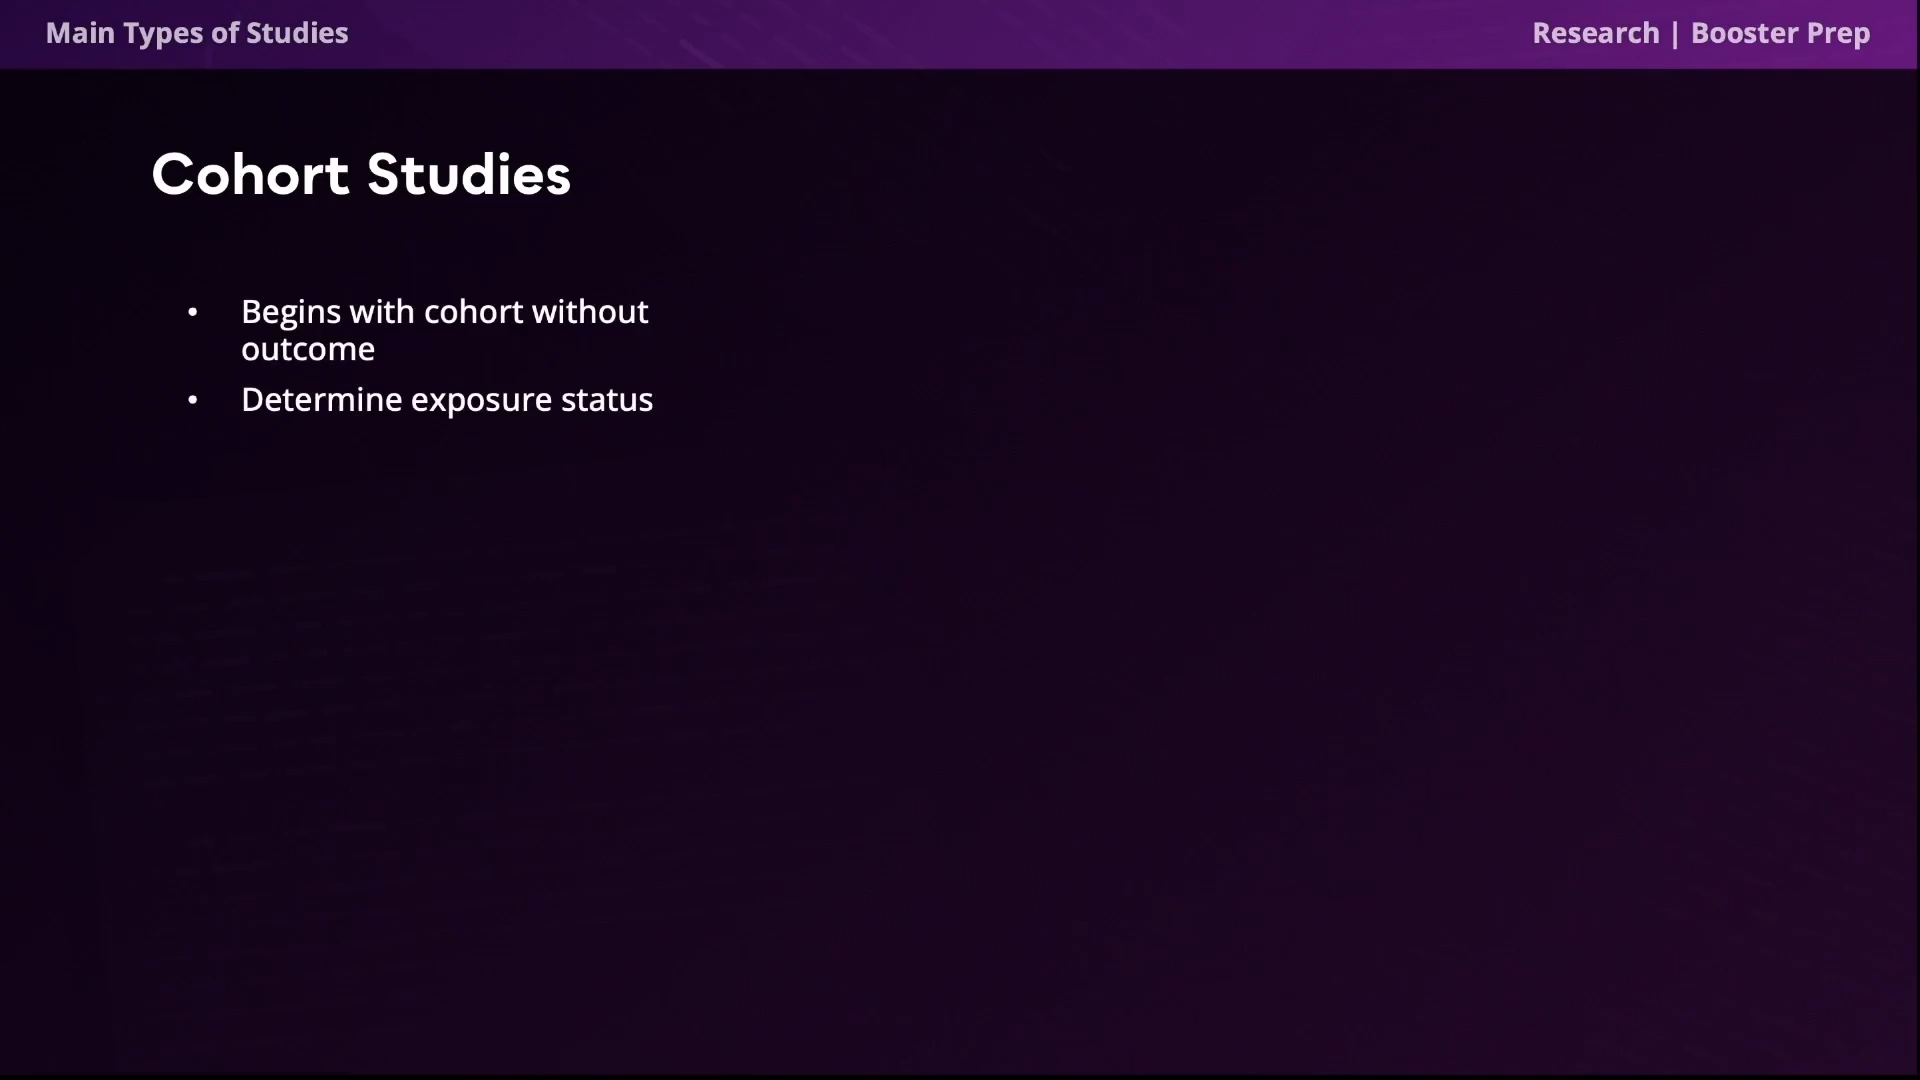 Main Types of Studies
Research | Booster Prep
Cohort Studies
• Begins with cohort without
outcome
• Determine exposure status